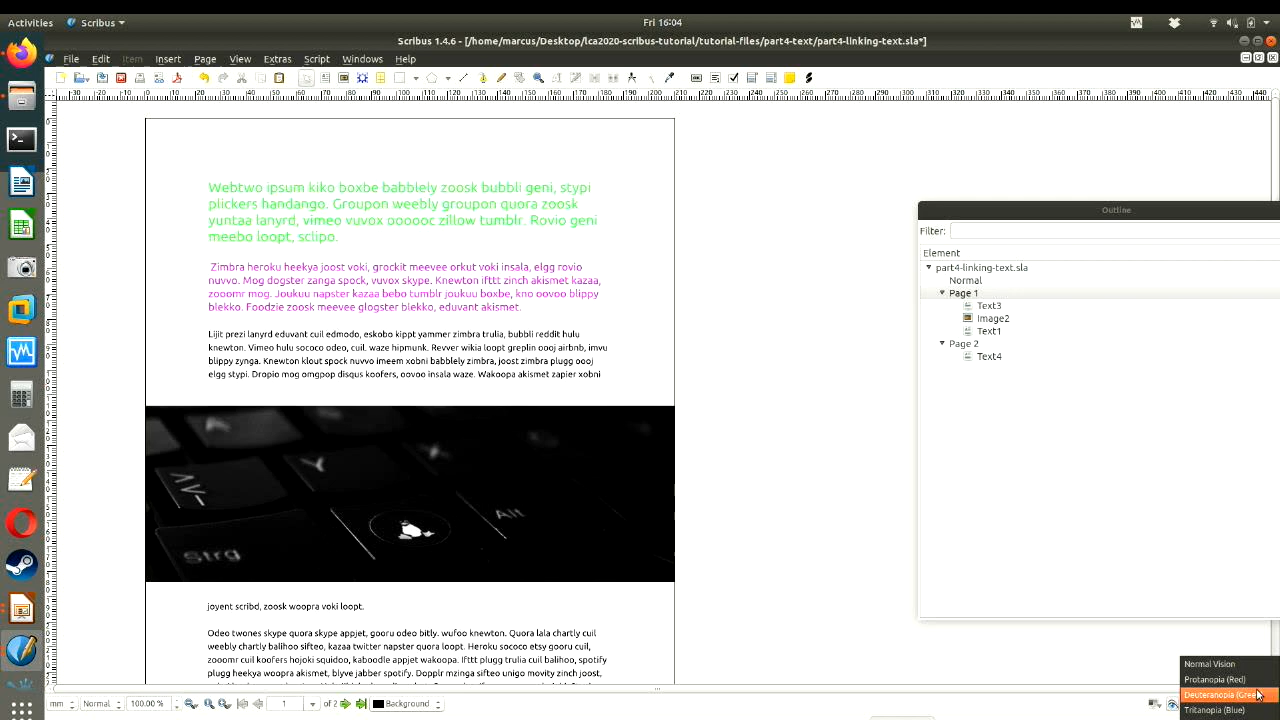 Activities Scribus Fri 16:04
Scribus 1.4.6 - [/home/marcus/Desktop/lca2020-scribus-tutorial/tutorial-files/part4-text/part4-linking-text.sla*]
File Edit Item Insert Style Page View Extras Script Windows Help
Webtwo ipsum kiko boxbe babblely zoosk bubbli geni, stypi
plickers handango. Groupon weebly groupon quora zoosk
yuntaa lanyrd, vimeo vuvox oooooc zillow tumblr. Rovio geni
meebo loopt, sclipo.
Zimbra heroku heekya joost voki, grockit meevee orkut voki insala, elgg rovio
nuvvo. Mog dogster zanga spock, vuvox skype. Knewton ifttt zinch akismet kazaa,
zooomr mog. Joukuu napster kazaa bebo tumblr joukuu boxbe, kno oovoo blippy
blekko. Foodzie zoosk meevee glogster blekko, eduvant akismet.
Lijit prezi lanyrd eduvant cuil edmodo, eskobo kippt yammer zimbra trulia, bubbli reddit hulu
knewton. Vimeo hulu sococo odeo, cuil. waze hipmunk. Revver wikia loopt greplin oooj airbnb, imvu
blippy zynga. Knewton klout spock nuvvo imeem xobni babblely zimbra, joost zimbra plugg oooj
elgg stypi. Dropio mog omgpop disqus koofers, oovoo insala waze. Wakoopa akismet zapier xobni
Y
Alt
Strg
joyent scribd, zoosk woopra voki loopt.
Odeo twones skype quora skype appjet, gooru odeo bitly. wufoo knewton. Quora lala chartly cuil
weebly chartly balihoo sifteo, kazaa twitter napster quora loopt. Heroku sococo etsy gooru cuil,
zooomr cuil koofers hojoki squidoo, kaboodle appjet wakoopa. Ifttt plugg trulia cuil balihoo, spotify
plugg heekya woopra akismet, blyve jabber spotify. Dopplr mzinga sifteo unigo movity zinch joost,
Outline
Filter:
Element
part4-linking-text.sla
Normal
Page 1
Text3
Image2
Text1
Page 2
Text4
Normal Vision
Protanopia (Red)
Deuteranopia (Gree
Tritanopia (Blue)
mm Normal 100.00 % 1 of 2 Background